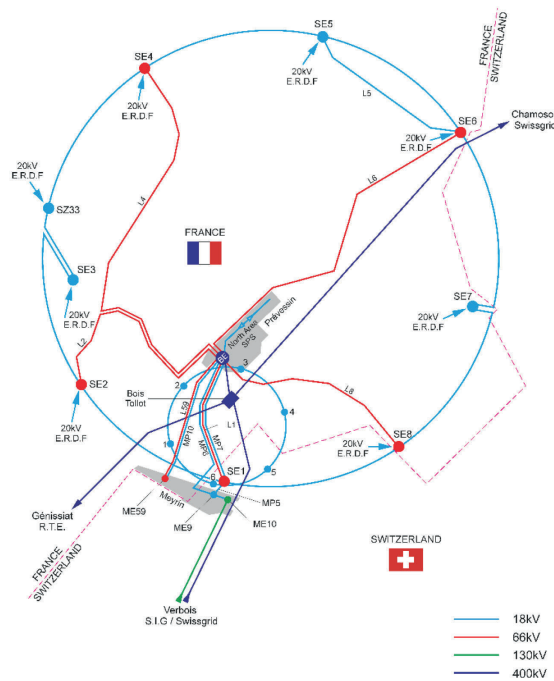 SE5
SE4
FRANCE
SWITZERLAND
20kV
E.R.D.F
20kV
E.R.D.F
L5
SE6
Chamoson
Swissgrid
20kV
E.R.D.F
20kV
E.R.D.F
L6
20kV
E.R.D.F
SZ33
L4
FRANCE
SE3
20kV
E.R.D.F
SE7
20kV
E.R.D.F
North Area
SPS
Prévessin
L2
BE
3
SE2
20kV
E.R.D.F
2
Bois
Tollot
L59
L8
4
MP10
MP7
MP6
L1
1
20kV
E.R.D.F
SE8
5
SE1
6
MP5
ME59
Meyrin
ME9
ME10
Génissiat
R.T.E.
SWITZERLAND
FRANCE
SWITZERLAND
Verbois
S.I.G / Swissgrid
18kV
66kV
130kV
400kV